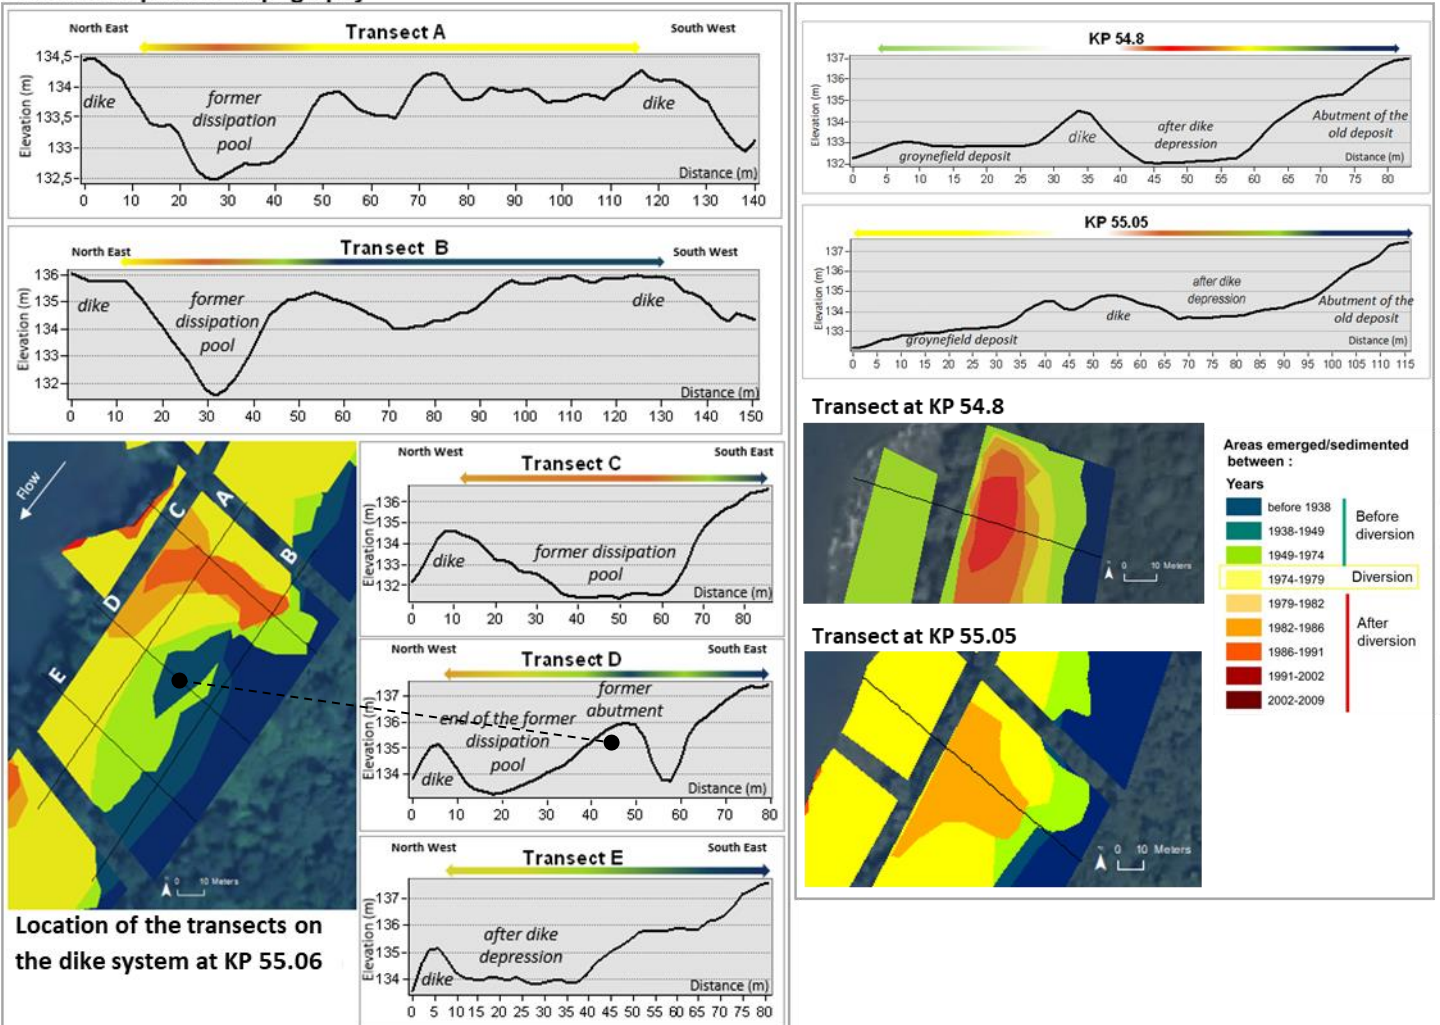 North East
Transect A
South West
Elevation (m)
134,5
134
133,5
133
132,5
dike
former
dissipation
pool
dike
Distance (m)
0 10 20 30 40 50 60 70 80 90 100 110 120 130 140
North East
Transect B
South West
Elevation (m)
136
135
134
133
132
dike
former
dissipation
pool
dike
Distance (m)
0 10 20 30 40 50 60 70 80 90 100 110 120 130 140 150
Flow
A
B
C
D
E
0 10 Meters
Location of the transects on
the dike system at KP 55.06
North West
Transect C
South East
Elevation (m)
136
135
134
133
132
dike
former dissipation
pool
Distance (m)
0 10 20 30 40 50 60 70 80
North West
Transect D
South East
Elevation (m)
137
136
135
134
dike
end of the former
dissipation
pool
former
abutment
Distance (m)
0 10 20 30 40 50 60 70 80
North West
Transect E
South East
Elevation (m)
137
136
135
134
dike
after dike
depression
Distance (m)
0 5 10 15 20 25 30 35 40 45 50 55 60 65 70 75 80
KP 54.8
Elevation (m)
137
136
135
134
133
132
groynefield deposit
dike
after dike
depression
Abutment of the
old deposit
Distance (m)
0 5 10 15 20 25 30 35 40 45 50 55 60 65 70 75 80
KP 55.05
Elevation (m)
137
136
135
134
133
groynefield deposit
dike
after dike
depression
Abutment of the
old deposit
Distance (m)
0 5 10 15 20 25 30 35 40 45 50 55 60 65 70 75 80 85 90 95 100 105 110 115
Transect at KP 54.8
A 0 10 Meters
Transect at KP 55.05
A 0 10 Meters
Areas emerged/sedimented
between :
Years
before 1938
1938-1949
1949-1974
1974-1979
1979-1982
1982-1986
1986-1991
1991-2002
2002-2009
Before
diversion
Diversion
After
diversion